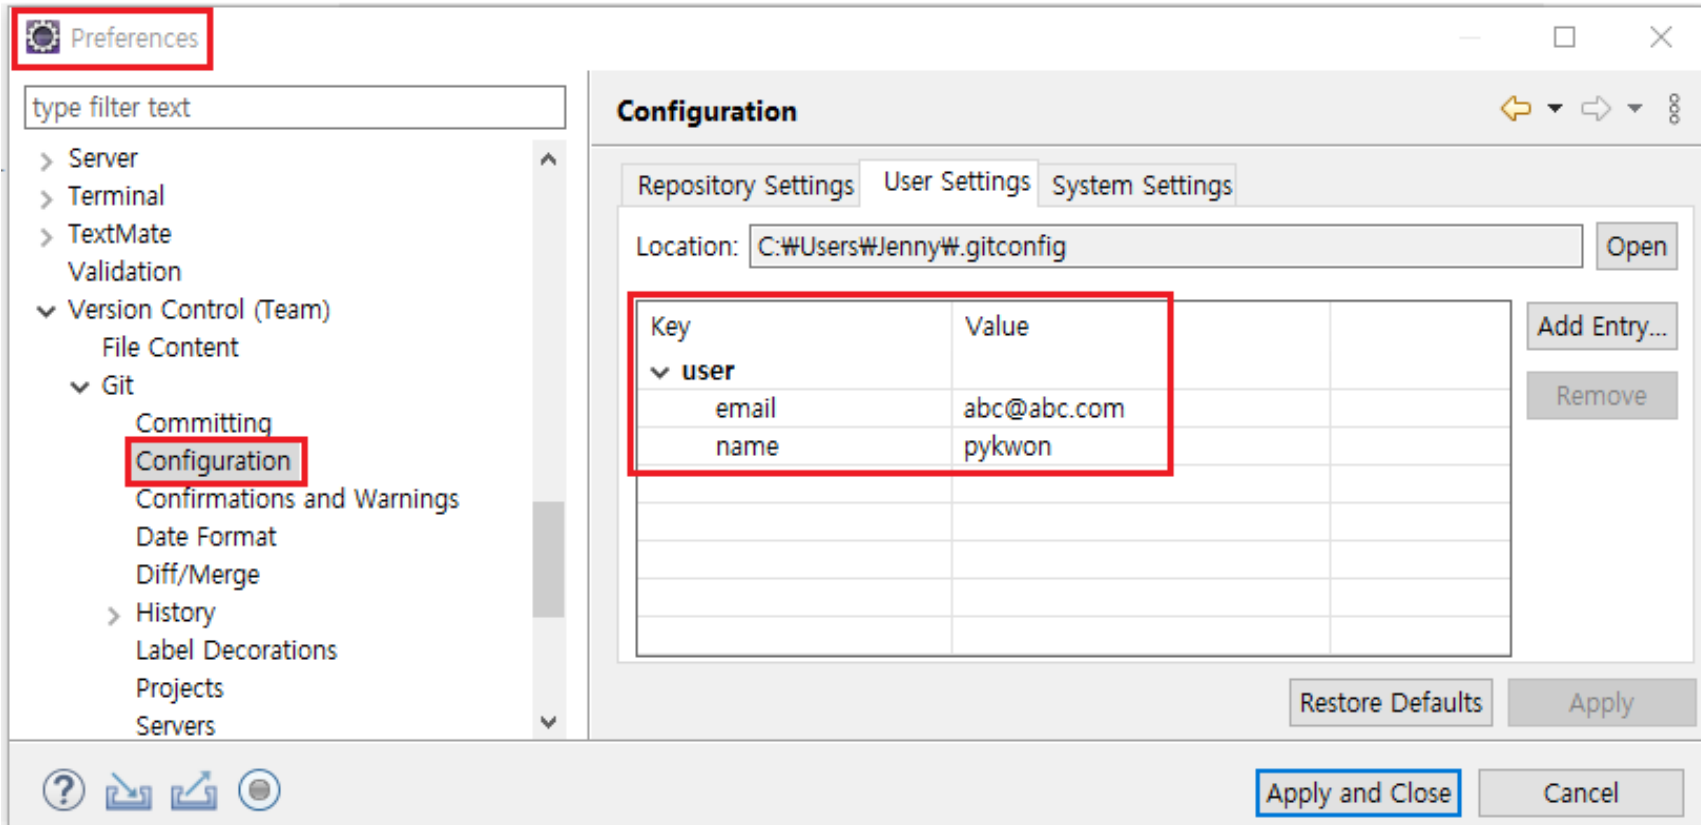 Preferences
type filter text
Server
Terminal
TextMate
Validation
Version Control (Team)
File Content
Git
Committing
Configuration
Confirmations and Warnings
Date Format
Diff/Merge
History
Label Decorations
Projects
Servers
Configuration
Repository Settings User Settings System Settings
Location: C:₩Users₩Jenny₩.gitconfig Open
Key Value
Add Entry...
user
email abc@abc.com
Remove
name pykwon
Restore Defaults Apply
Apply and Close Cancel